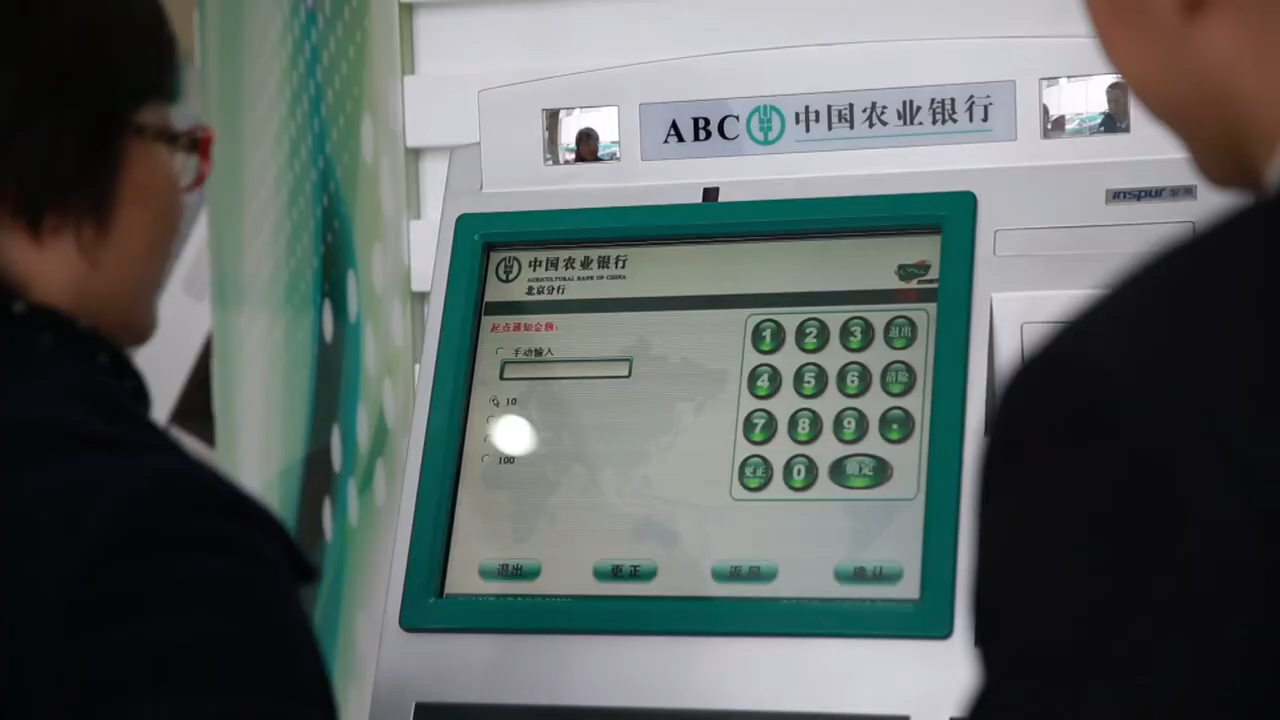 ABC 中国农业银行
inspur
中国农业银行
AGRICULTURAL BANK OF CHINA
北京分行
起点通知金额:
手动输入
10
100
1 2 3 退出
4 5 6 清除
7 8 9 .
更正 0 确定
退出 更正 返回 确认